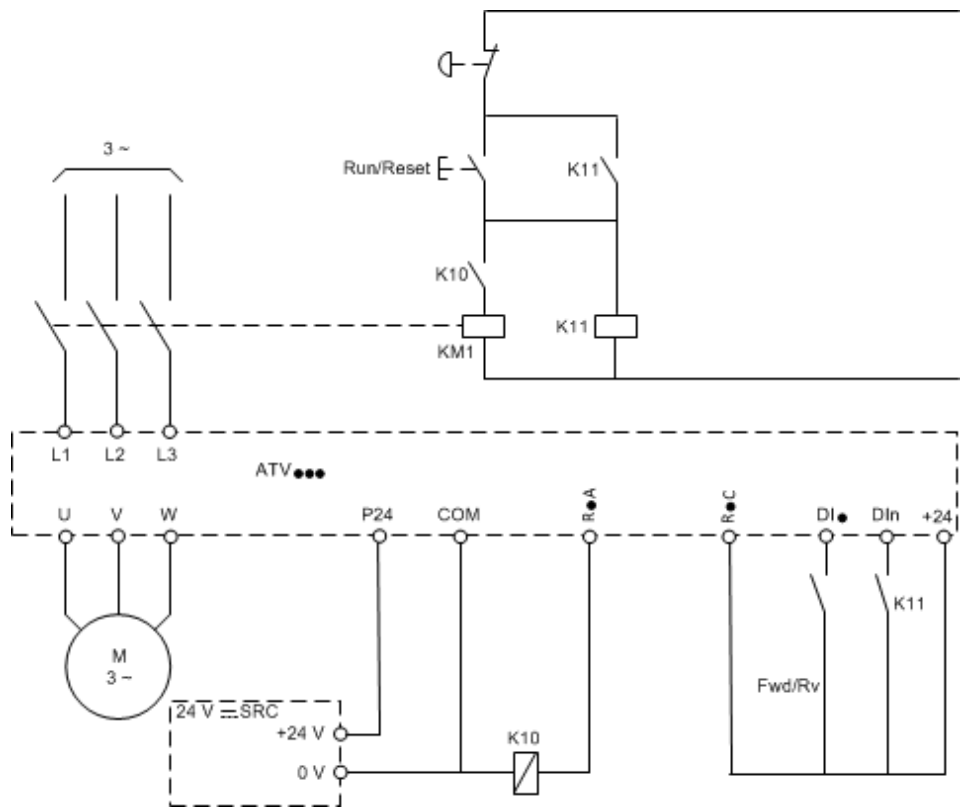 3 ~
Run/Reset
K11
K10
KM1
K11
L1 L2 L3
ATV●●●
U V W P24 COM R●A R●C DI● DIn +24
K11
M
3 ~
Fwd/Rv
24 V ⎓SRC
+24 V
K10
0 V